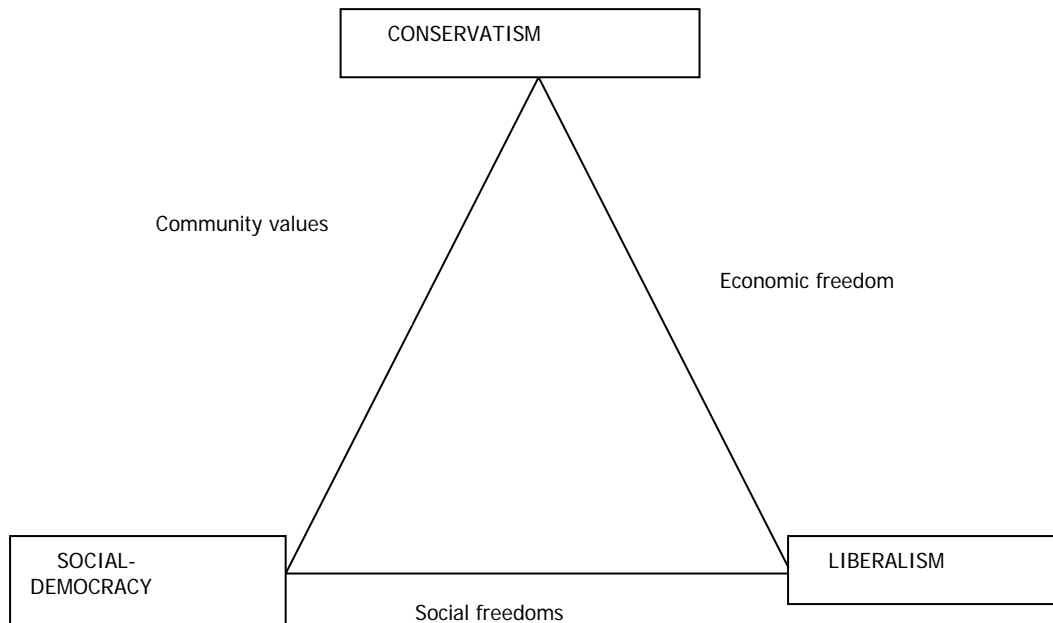 CONSERVATISM
Community values
Economic freedom
SOCIAL-
DEMOCRACY
LIBERALISM
Social freedoms